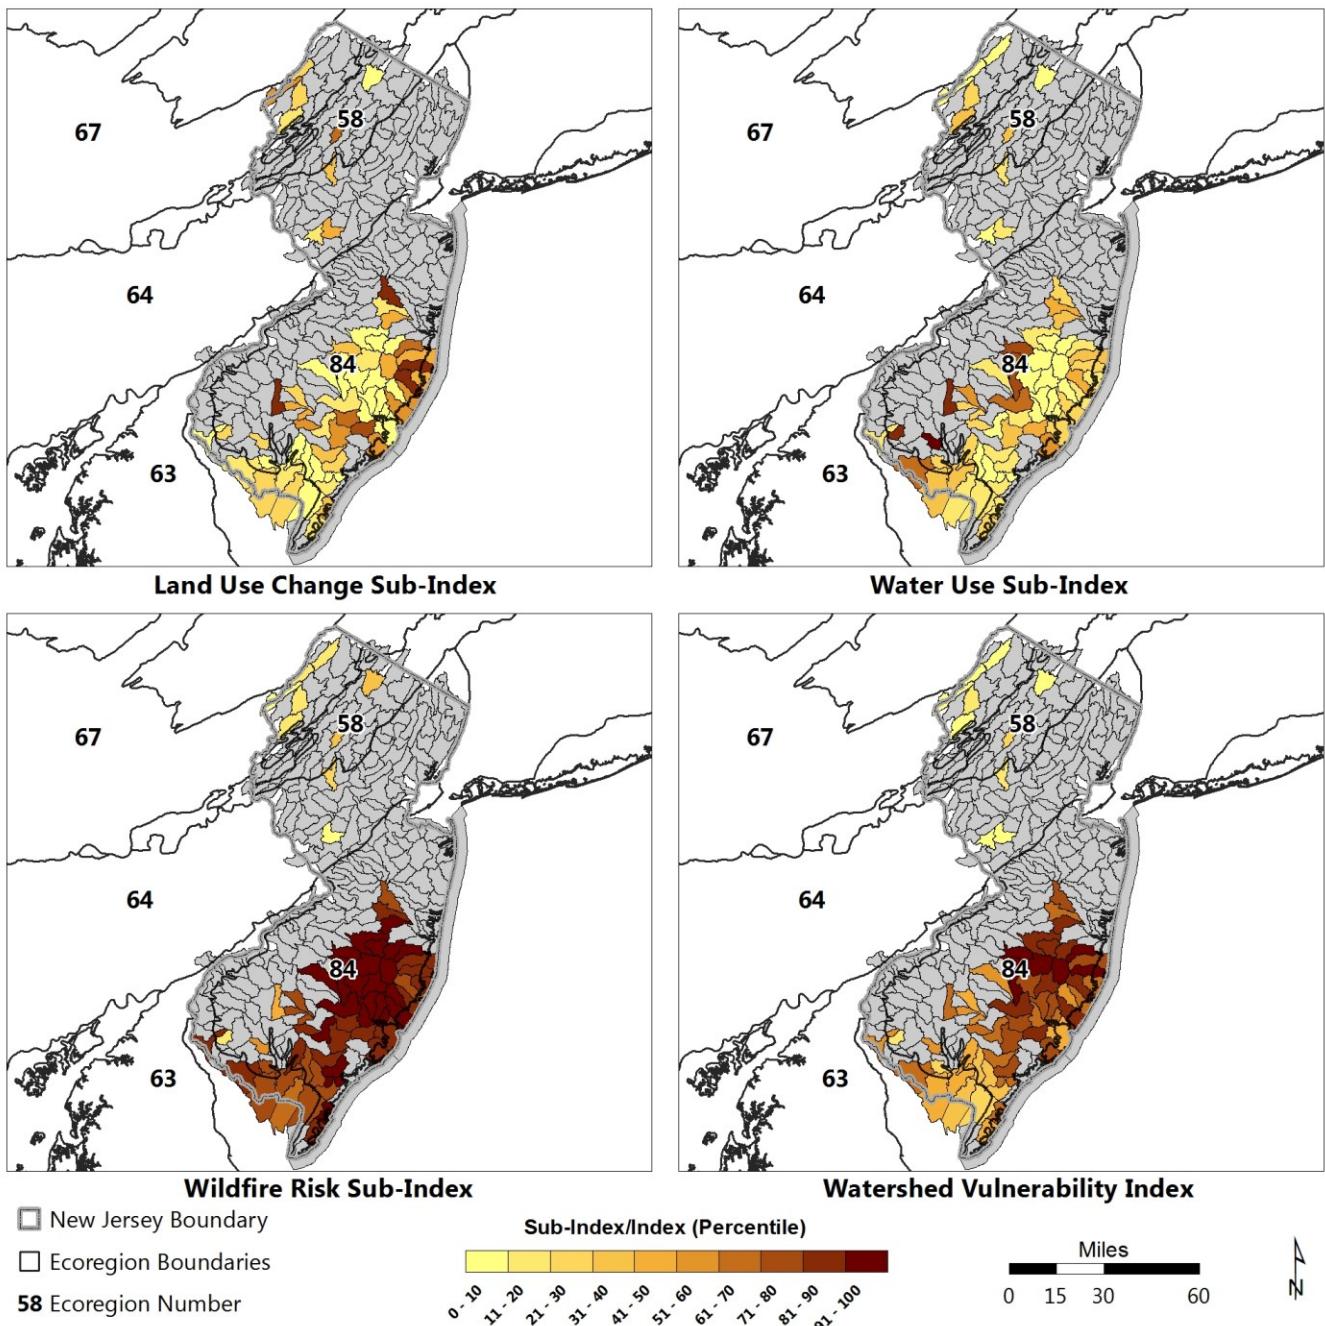 67
58
64
84
63
Land Use Change Sub-Index
67
58
64
84
63
Water Use Sub-Index
67
58
64
84
63
Wildfire Risk Sub-Index
67
58
64
84
63
Watershed Vulnerability Index
New Jersey Boundary
Ecoregion Boundaries
58 Ecoregion Number
Sub-Index/Index (Percentile)
0 - 10
11 - 20
21 - 30
31 - 40
41 - 50
51 - 60
61 - 70
71 - 80
81 - 90
91 - 100
Miles
0 15 30 60
N